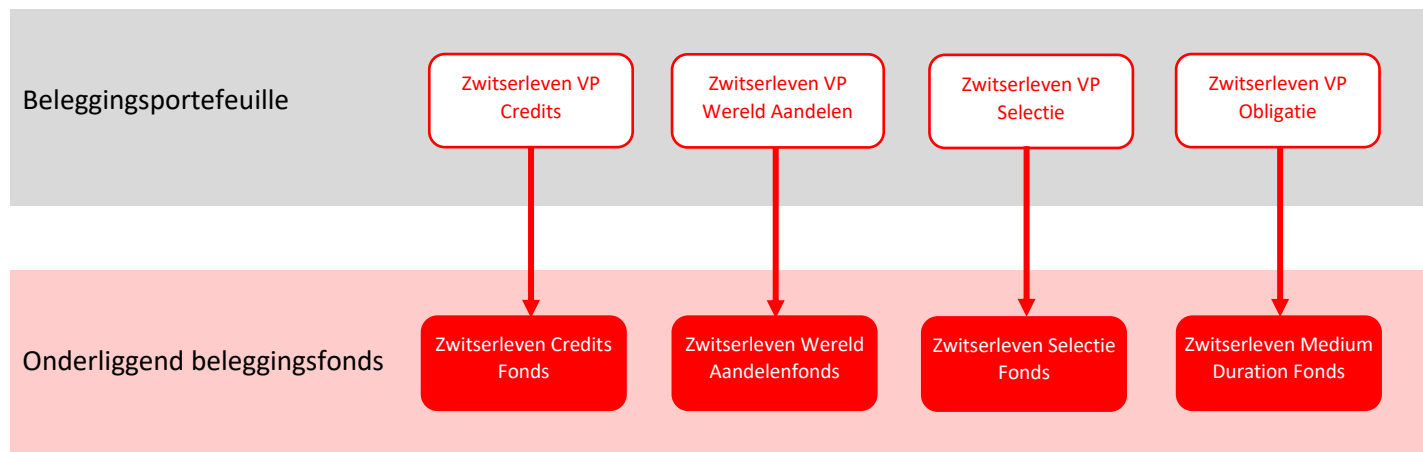 Beleggingsportefeuille
Zwitserleven VP
Credits
Zwitserleven VP
Wereld Aandelen
Zwitserleven VP
Selectie
Zwitserleven VP
Obligatie
Onderliggend beleggingsfonds
Zwitserleven Credits
Fonds
Zwitserleven Wereld
Aandelenfonds
Zwitserleven Selectie
Fonds
Zwitserleven Medium
Duration Fonds